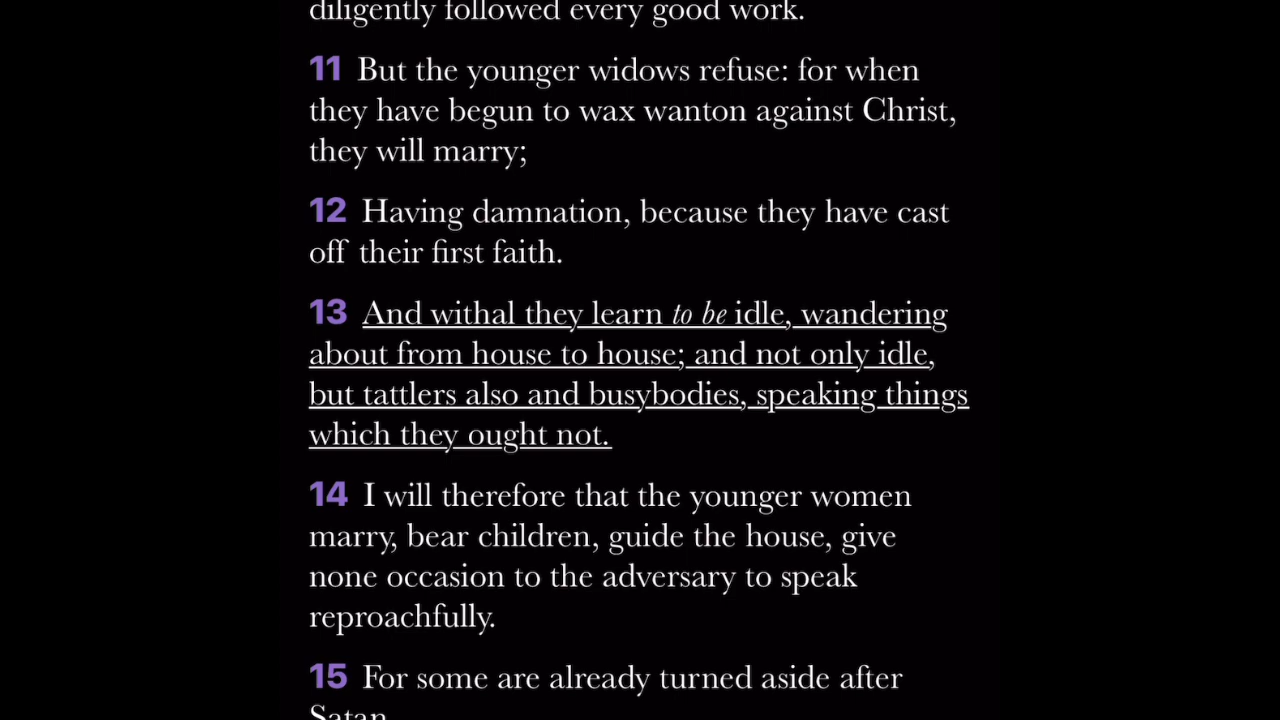 diligently followed every good work.
11 But the younger widows refuse: for when
they have begun to wax wanton against Christ,
they will marry;
12 Having damnation, because they have cast
off their first faith.
13 And withal they learn to be idle, wandering
about from house to house; and not only idle,
but tattlers also and busybodies, speaking things
which they ought not.
14 I will therefore that the younger women
marry, bear children, guide the house, give
none occasion to the adversary to speak
reproachfully.
15 For some are already turned aside after
Satan